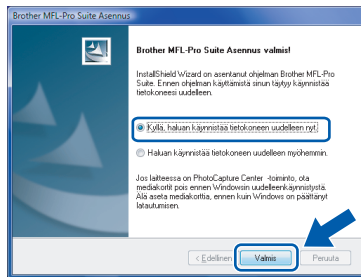 Brother MFL-Pro Suite Asennus
Brother MFL-Pro Suite Asennus valmis!
InstallShield Wizard on asentanut ohjelman Brother MFL-Pro
Suite. Ennen ohjelman käyttämistä sinun täytyy käynnistää
tietokoneesi uudelleen.
Kyllä, haluan käynnistää tietokoneen uudelleen nyt.
Haluan käynnistää tietokoneen uudelleen myöhemmin.
Jos laitteessa on PhotoCapture Center -toiminto, ota
mediakortit pois ennen Windowsin uudelleenkäynnistystä.
Älä aseta mediakorttia, ennen kuin Windows on päättänyt
latautumisen.
< Edellinen Valmis Peruuta